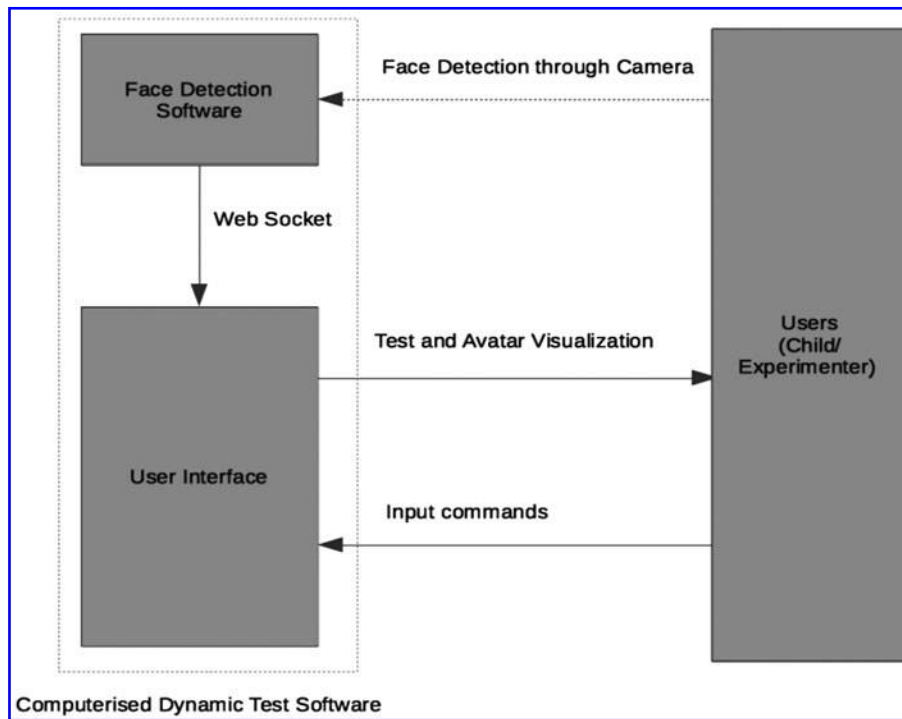 Face Detection
Software
Face Detection through Camera
Web Socket
Test and Avatar Visualization
Users
(Child/
Experimenter)
User Interface
Input commands
Computerised Dynamic Test Software